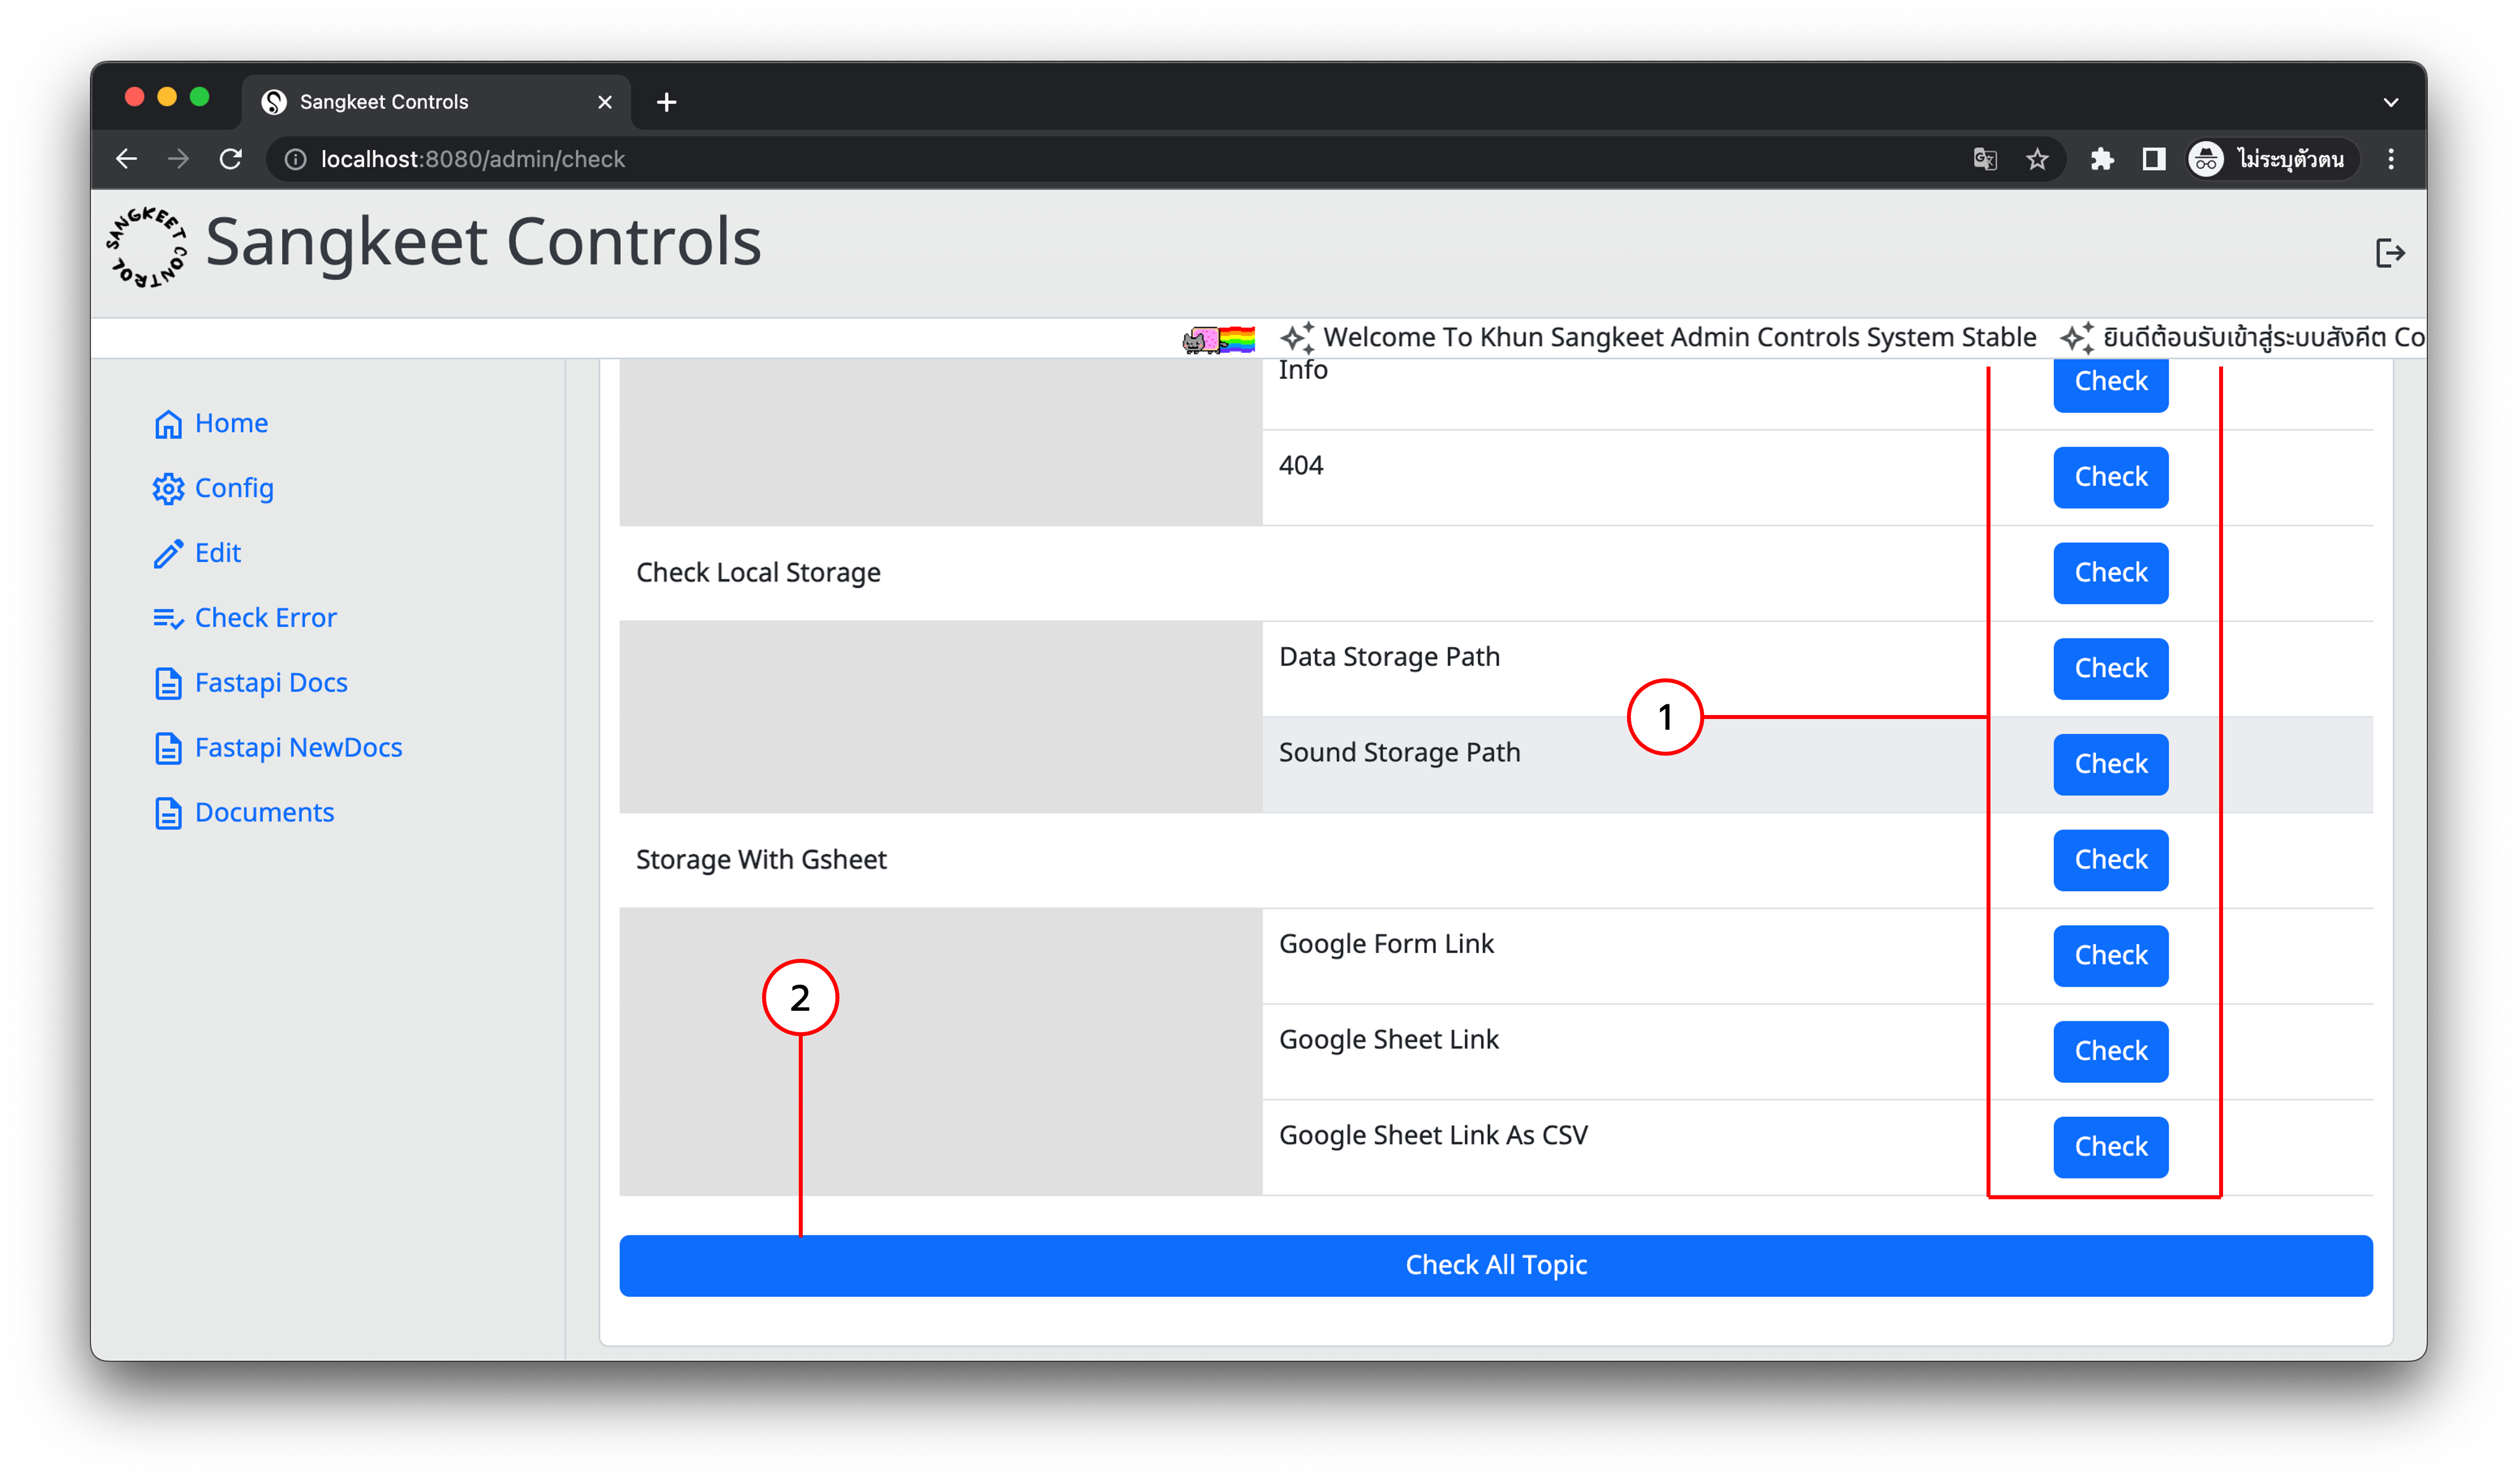 Sangkeet Controls
localhost:8080/admin/check
ไม่ระบุตัวตน
SANGKEET CONTROL
Sangkeet Controls
Welcome To Khun Sangkeet Admin Controls System Stable
ยินดีต้อนรับเข้าสู่ระบบสังคีต Co
Home
Config
Edit
Check Error
Fastapi Docs
Fastapi NewDocs
Documents
Info Check
404 Check
Check Local Storage Check
Data Storage Path Check
1
Sound Storage Path Check
Storage With Gsheet Check
Google Form Link Check
2
Google Sheet Link Check
Google Sheet Link As CSV Check
Check All Topic